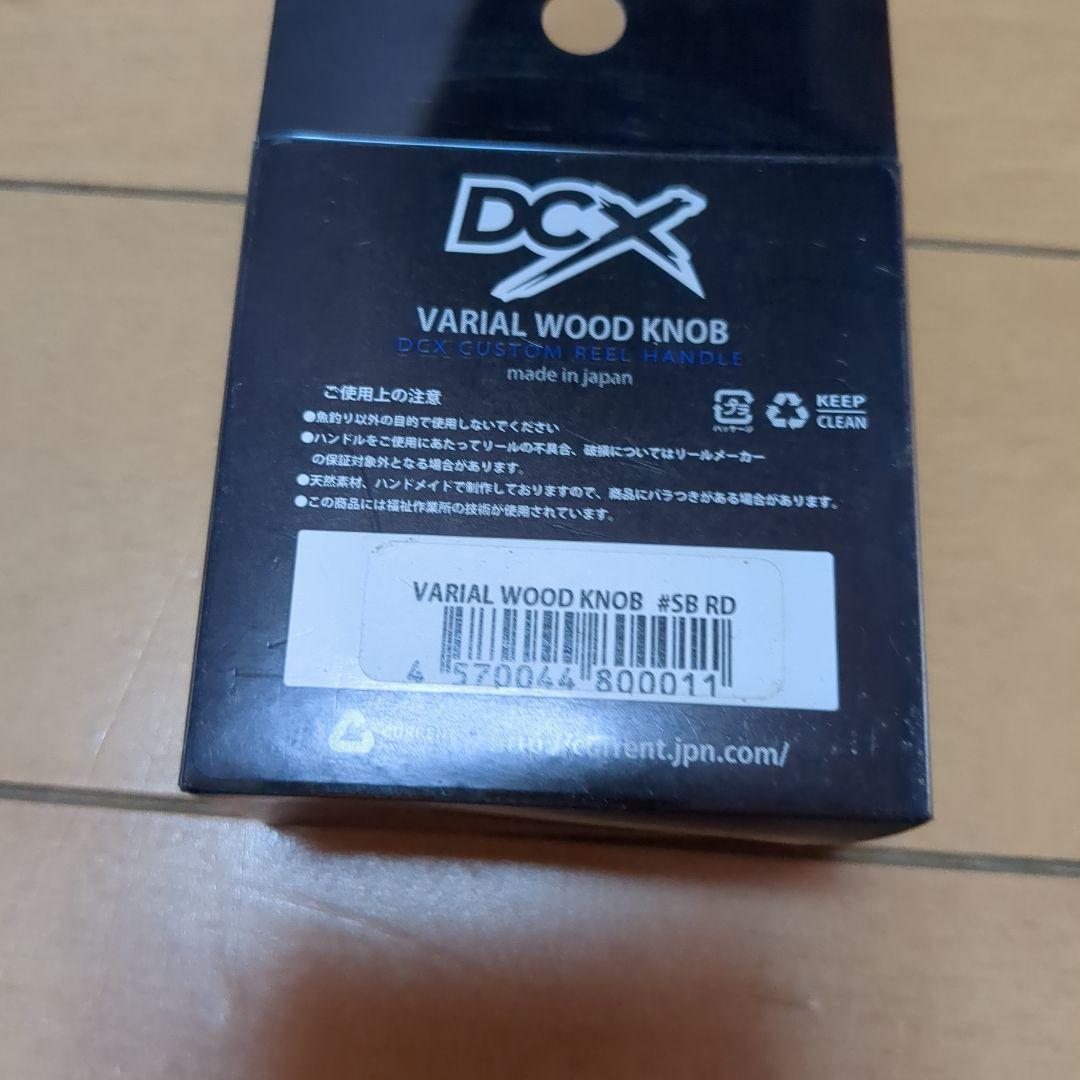 DCX
VARIAL WOOD KNOB
DCX CUSTOM REEL HANDLE
made in japan
ご使用上の注意
●魚釣り以外の目的で使用しないでください
●ハンドルをご使用にあたってリールの不具合、破損についてはリールメーカー
の保証対象外となる場合があります。
●天然素材、ハンドメイドで制作しておりますので、商品にバラつきがある場合があります。
●この商品には福祉作業所の技術が使用されています。
プラ
パッケージ
KEEP
CLEAN
VARIAL WOOD KNOB #SB RD
4 570044 800011
http://current.jpn.com/